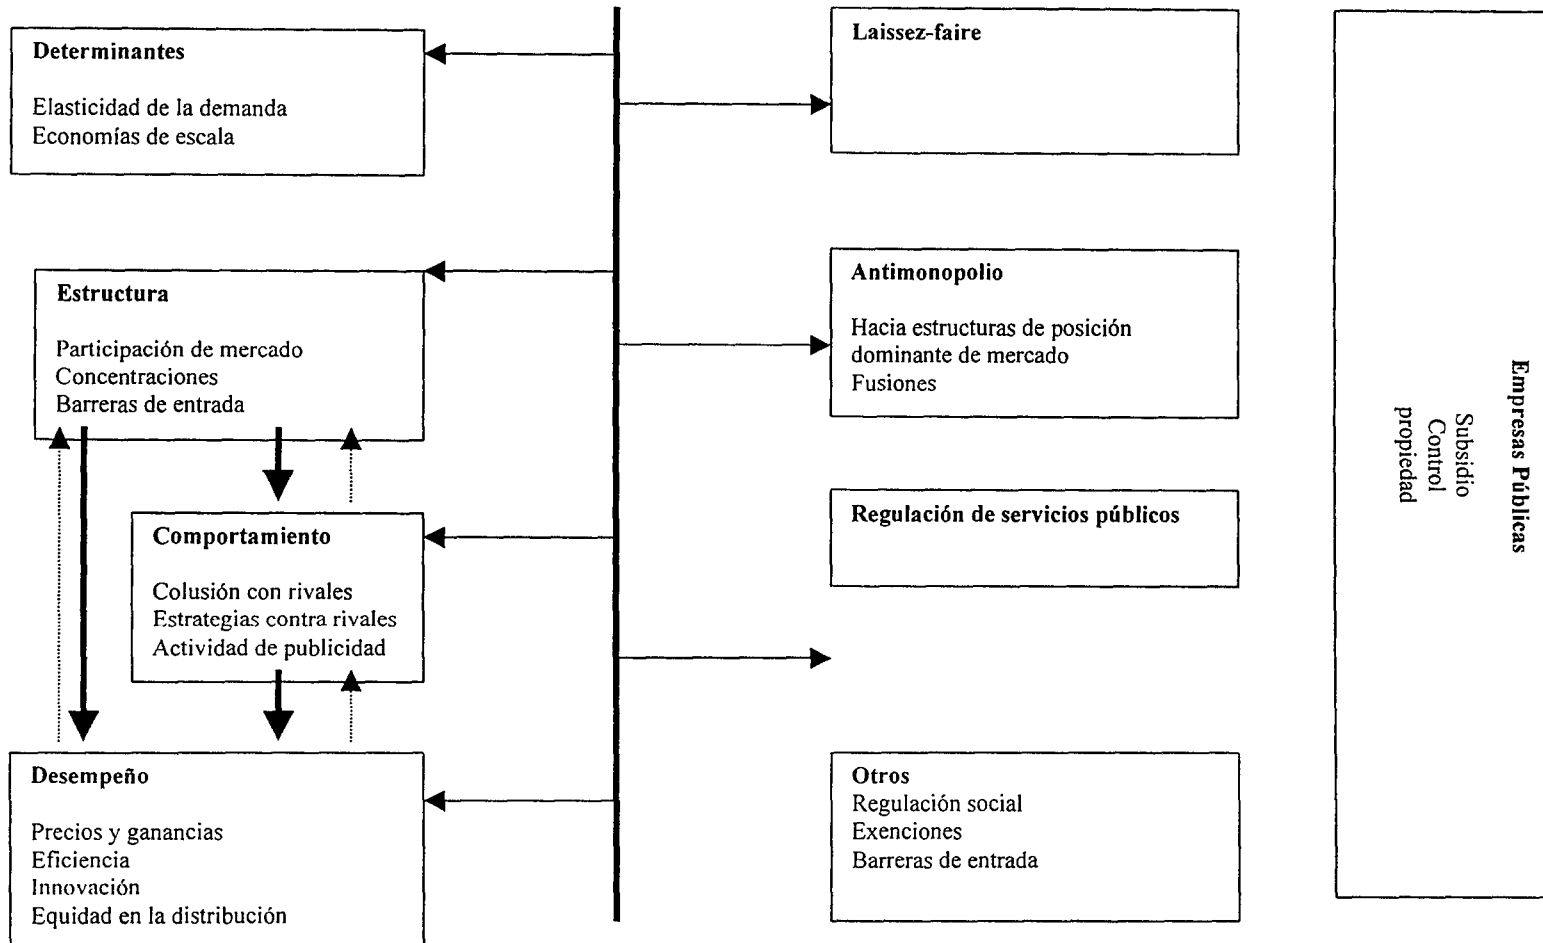 Determinantes
Elasticidad de la demanda
Economías de escala
Estructura
Participación de mercado
Concentraciones
Barreras de entrada
Comportamiento
Colusión con rivales
Estrategias contra rivales
Actividad de publicidad
Desempeño
Precios y ganancias
Eficiencia
Innovación
Equidad en la distribución
Laissez-faire
Antimonopolio
Hacia estructuras de posición
dominante de mercado
Fusiones
Regulación de servicios públicos
Otros
Regulación social
Exenciones
Barreras de entrada
Empresas Públicas
Subsidio
Control
propiedad